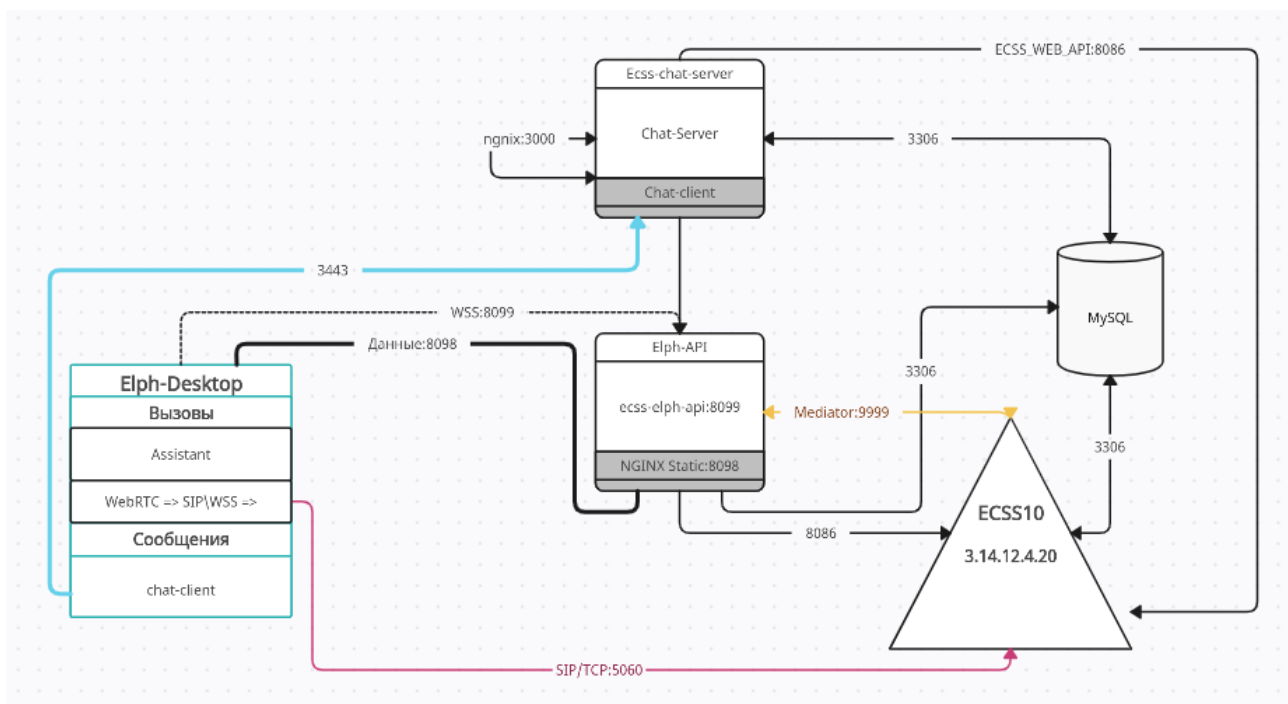 ECSS_WEB_API:8086
Ecss-chat-server
Chat-Server
ngnix:3000
3306
Chat-client
3443
WSS:8099
MySQL
Данные:8098
Elph-API
3306
Elph-Desktop
Вызовы
ecss-elph-api:8099
Mediator:9999
Assistant
3306
NGINX Static:8098
WebRTC => SIP\WSS =>
ECSS10
8086
Сообщения
3.14.12.4.20
chat-client
SIP/TCP:5060